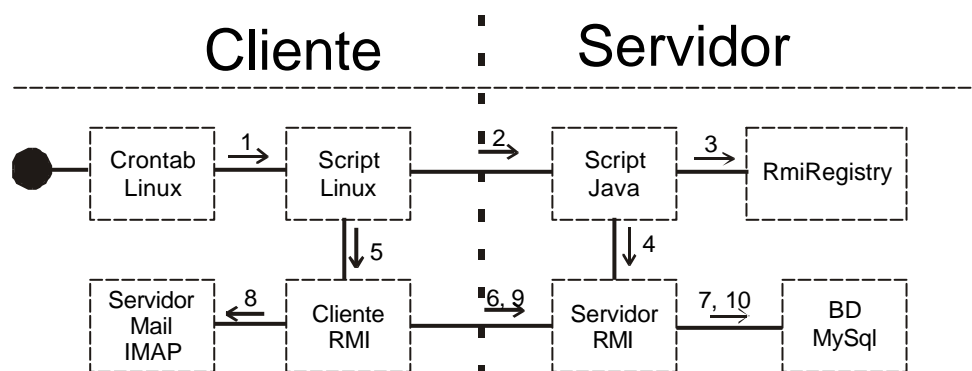 Cliente
Servidor
1
2
3
Crontab
Linux
Script
Linux
Script
Java
RmiRegistry
5
4
8
6, 9
7, 10
Servidor
Mail
IMAP
Cliente
RMI
Servidor
RMI
BD
MySql